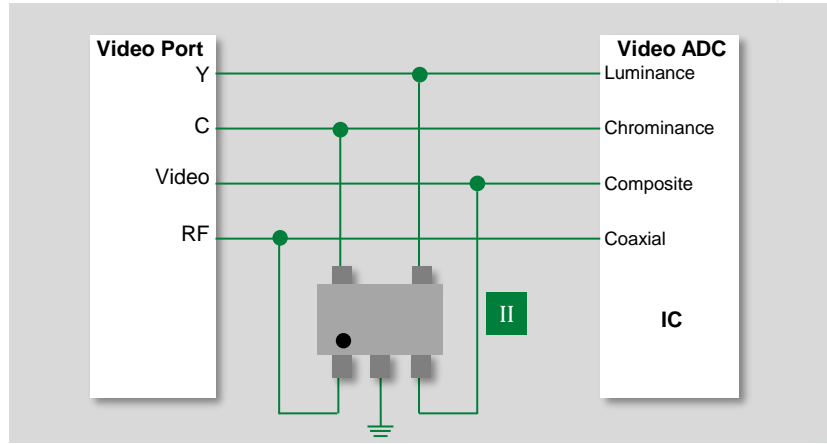 Video Port
Y
C
Video
RF
Video ADC
Luminance
Chrominance
Composite
Coaxial
IC
II